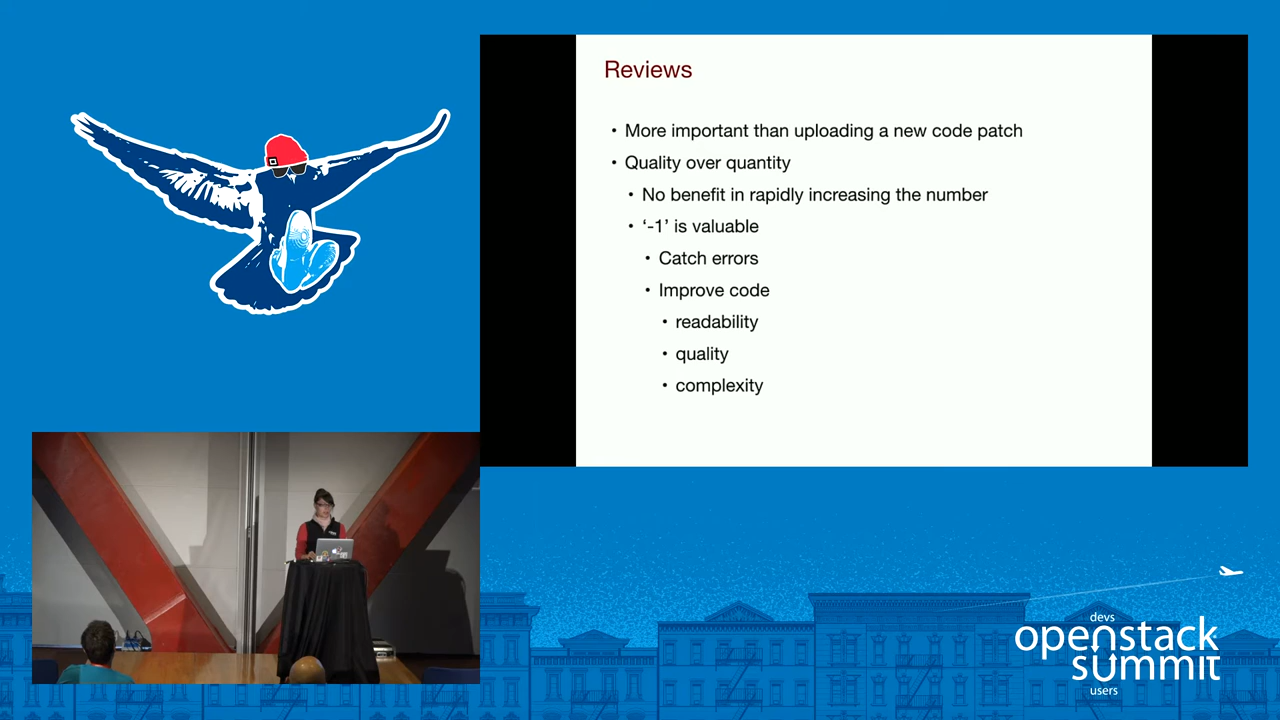 Reviews
• More important than uploading a new code patch
• Quality over quantity
• No benefit in rapidly increasing the number
• ‘-1’ is valuable
• Catch errors
• Improve code
• readability
• quality
• complexity
devs
openstack
summit
users